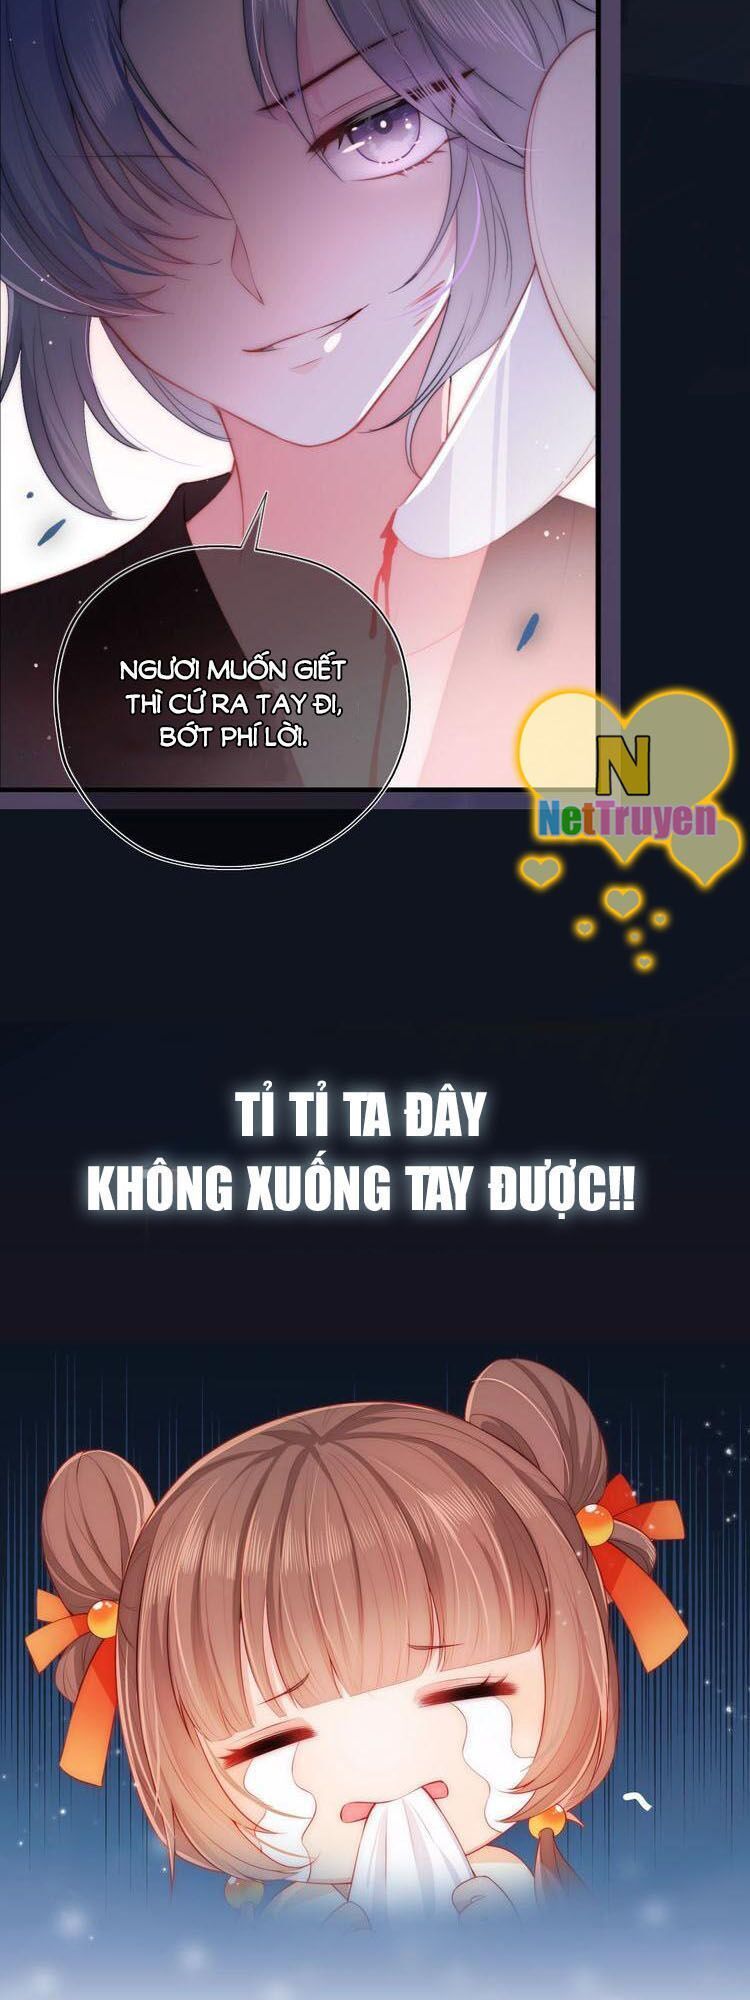 NGƯƠI MUỐN GIẾT
THÌ CỨ RA TAY ĐI,
BỚT PHÍ LỜI.
N
NetTruyen
TỈ TỈ TA ĐÂY
KHÔNG XUỐNG TAY ĐƯỢC!!